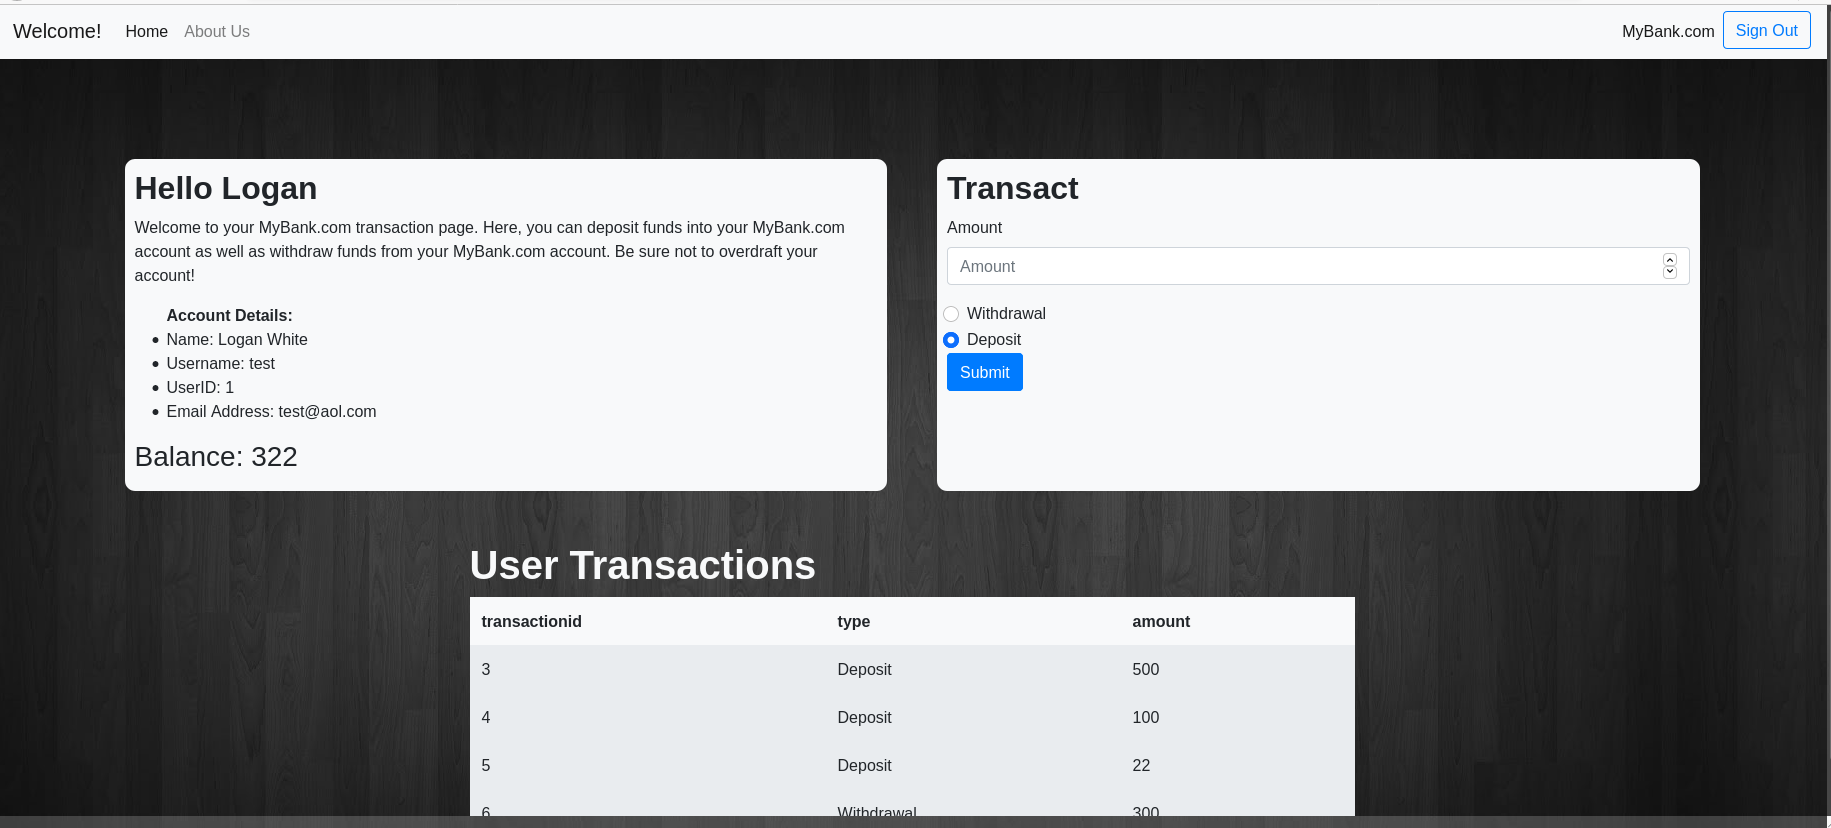 Welcome! Home About Us MyBank.com Sign Out
Hello Logan
Welcome to your MyBank.com transaction page. Here, you can deposit funds into your MyBank.com
account as well as withdraw funds from your MyBank.com account. Be sure not to overdraft your
account!
Account Details:
Name: Logan White
Username: test
UserID: 1
Email Address: test@aol.com
Balance: 322
Transact
Amount
Amount
Withdrawal
Deposit
Submit
User Transactions
transactionid type amount
3 Deposit 500
4 Deposit 100
5 Deposit 22
6 Withdrawal 300